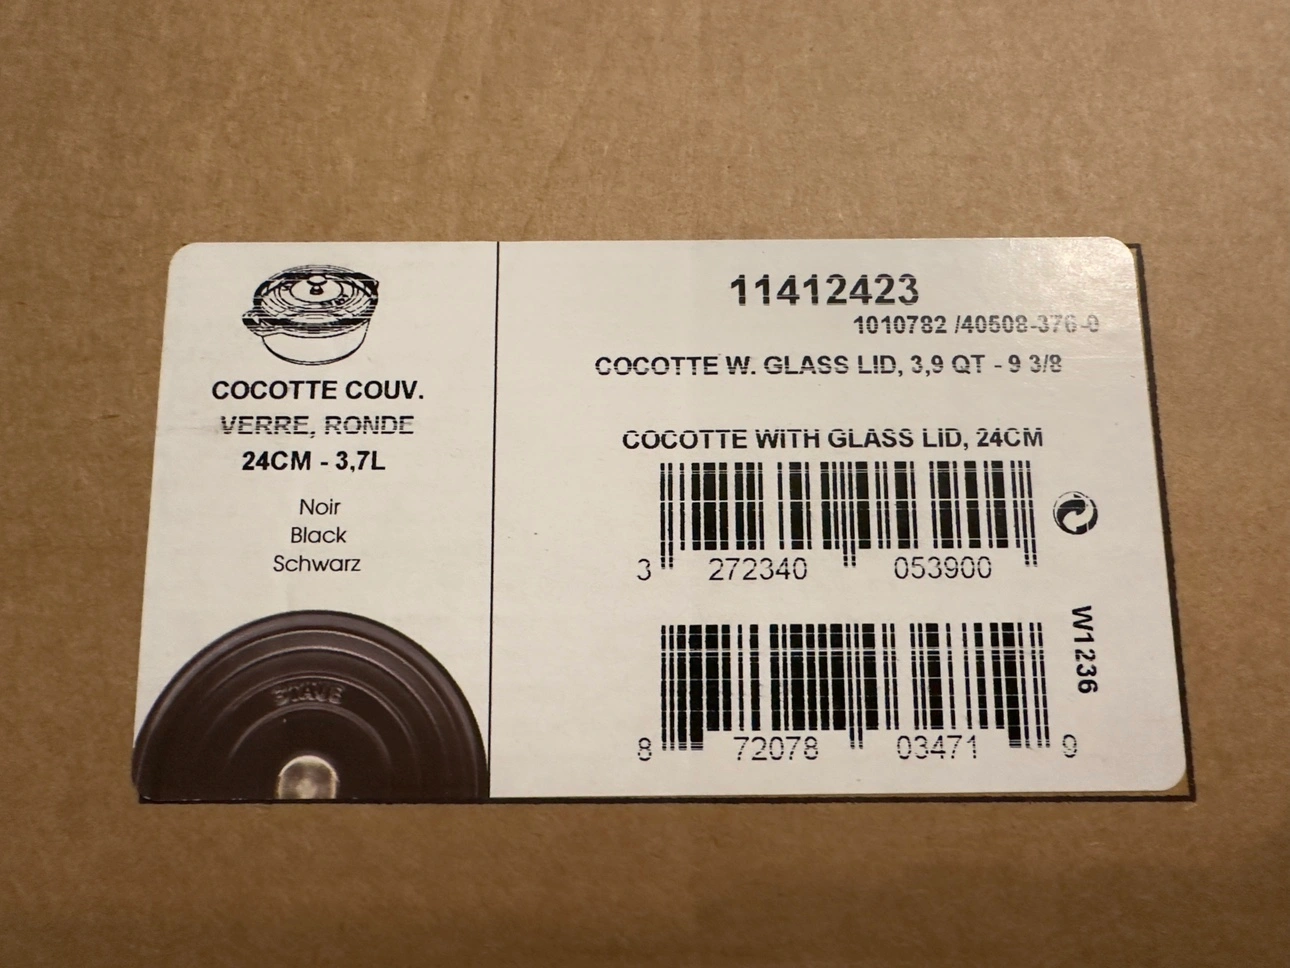 COCOTTE COUV.
VERRE, RONDE
24CM - 3,7L
Noir
Black
Schwarz
STAUB
11412423
1010782 /40508-376-0
COCOTTE W. GLASS LID, 3,9 QT - 9 3/8
COCOTTE WITH GLASS LID, 24CM
3 272340 053900
W1236
8 72078 03471 9